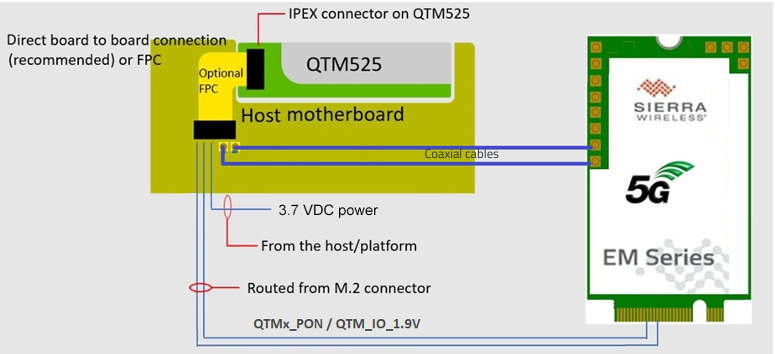 IPEX connector on QTM525
Direct board to board connection
(recommended) or FPC
Optional
FPC
QTM525
Host motherboard
Coaxial cables
SIERRA
WIRELESS
5G
EM Series
3.7 VDC power
From the host/platform
Routed from M.2 connector
QTMx_PON / QTM_IO_1.9V